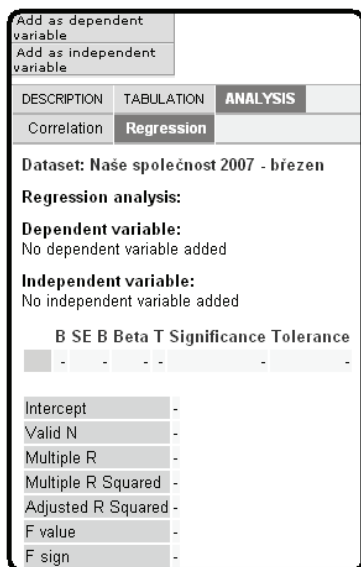 Add as dependent
variable
Add as independent
variable
DESCRIPTION TABULATION ANALYSIS
Correlation Regression
Dataset: Naše společnost 2007 - březen
Regression analysis:
Dependent variable:
No dependent variable added
Independent variable:
No independent variable added
B SE B Beta T Significance Tolerance
- - - - - -
Intercept -
Valid N -
Multiple R -
Multiple R Squared -
Adjusted R Squared -
F value -
F sign -